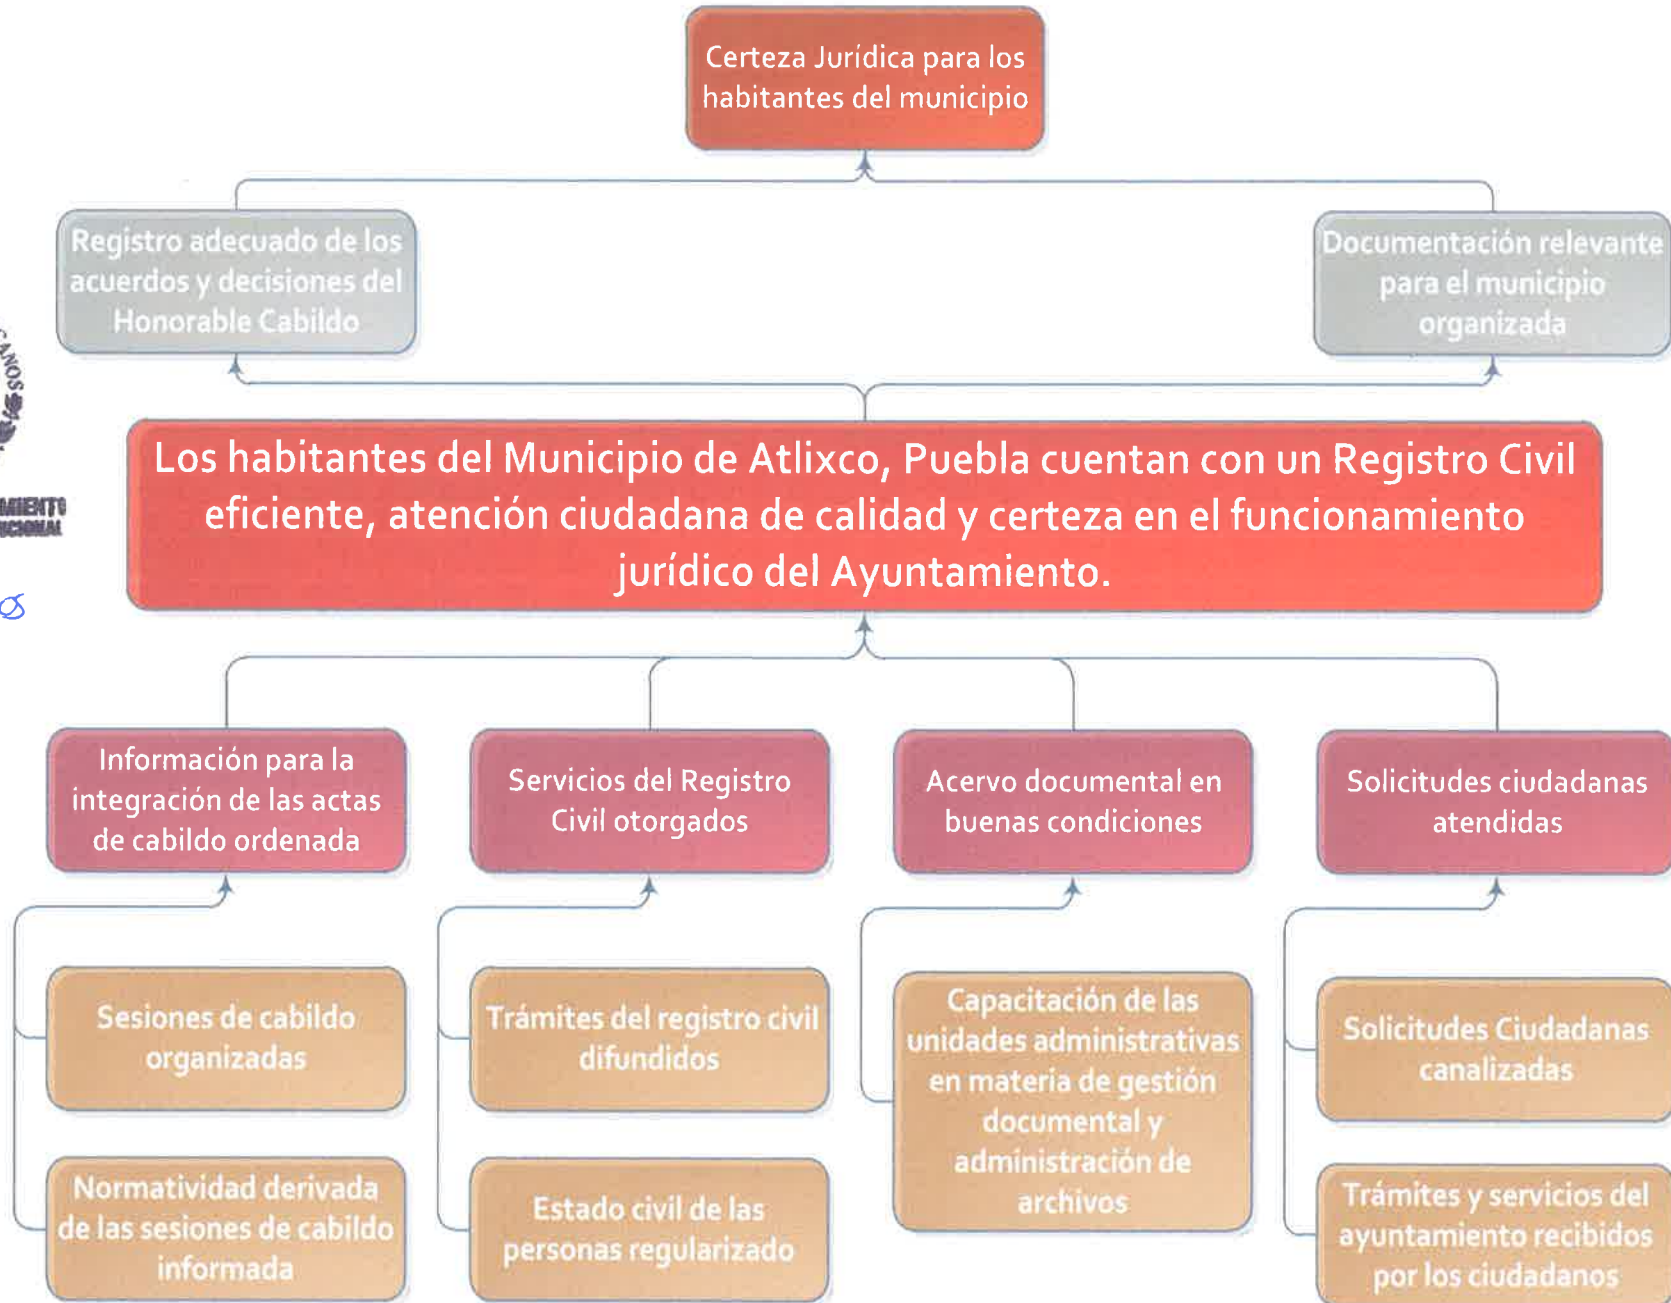 Certeza Jurídica para los
habitantes del municipio
Registro adecuado de los
acuerdos y decisiones del
Honorable Cabildo
Documentación relevante
para el municipio
organizada
Los habitantes del Municipio de Atlixco, Puebla cuentan con un Registro Civil
eficiente, atención ciudadana de calidad y certeza en el funcionamiento
jurídico del Ayuntamiento.
Información para la
integración de las actas
de cabildo ordenada
Servicios del Registro
Civil otorgados
Acervo documental en
buenas condiciones
Solicitudes ciudadanas
atendidas
Sesiones de cabildo
organizadas
Trámites del registro civil
difundidos
Capacitación de las
unidades administrativas
en materia de gestión
documental y
administración de
archivos
Solicitudes Ciudadanas
canalizadas
Normatividad derivada
de las sesiones de cabildo
informada
Estado civil de las
personas regularizado
Trámites y servicios del
ayuntamiento recibidos
por los ciudadanos